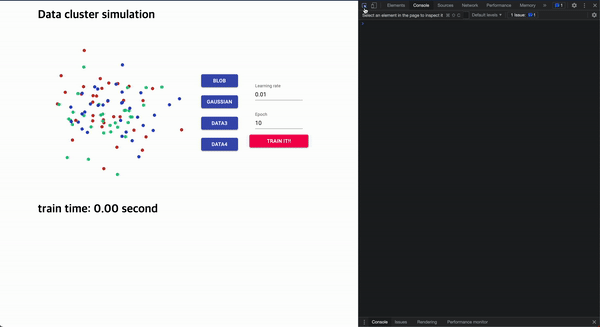 Data cluster simulation
BLOB
GAUSSIAN
DATA3
DATA4
Learning rate
0.01
Epoch
10
TRAIN IT!!
train time: 0.00 second
Elements Console Sources Network Performance Memory » 1
Select an element in the page to inspect it ⌘ ⇧ C Default levels ▾ 1 Issue: 1
Console Issues Rendering Performance monitor